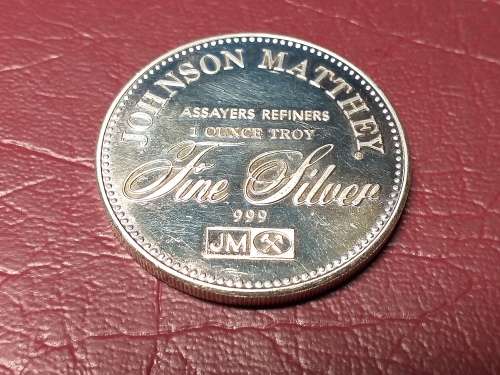 JOHNSON MATTHEY®
ASSAYERS REFINERS
1 OUNCE TROY
Fine Silver
999
JM